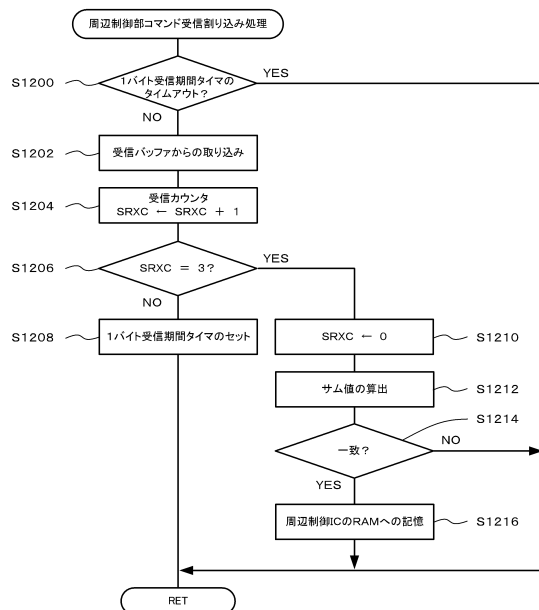 周辺制御部コマンド受信割り込み処理
S1200
1バイト受信期間タイマの
タイムアウト?
YES
NO
S1202
受信バッファからの取り込み
S1204
受信カウンタ
SRXC ← SRXC + 1
S1206
SRXC = 3?
YES
NO
S1208
1バイト受信期間タイマのセット
SRXC ← 0
S1210
サム値の算出
S1212
S1214
一致?
NO
YES
周辺制御ICのRAMへの記憶
S1216
RET